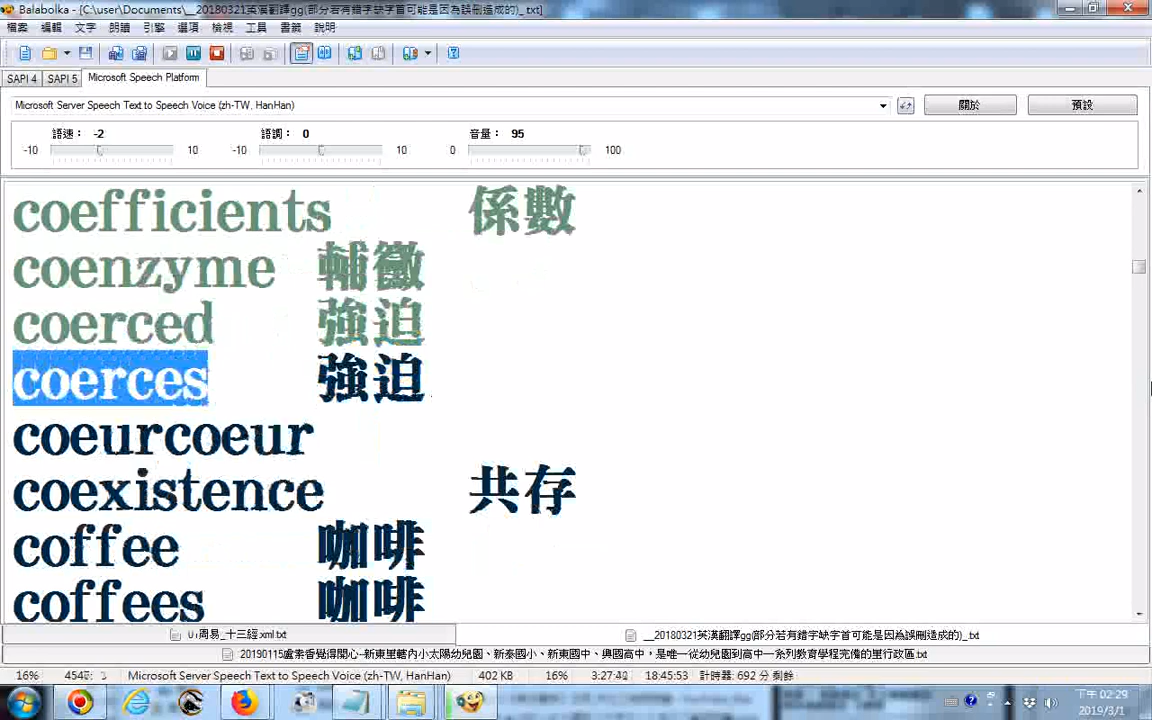 Balabolka - [C:\user\Documents\__20180321英漢翻譯gg(部分若有錯字缺字首可能是因為誤刪造成的)_.txt]
檔案 編輯 文字 朗讀 引擎 選項 檢視 工具 書籤 說明
SAPI 4 SAPI 5 Microsoft Speech Platform
Microsoft Server Speech Text to Speech Voice (zh-TW, HanHan) 關於 預設
語速： -2 語調： 0 音量： 95
-10 10 -10 10 0 100
coefficients 係數
coenzyme 輔黴
coerced 強迫
coerces 強迫
coeurcoeur
coexistence 共存
coffee 咖啡
coffees 咖啡
周易_十三經.xml.txt __20180321英漢翻譯gg(部分若有錯字缺字首可能是因為誤刪造成的)_.txt
20190115盧素香覺得開心-新東里轄內小太陽幼兒園、新泰國小、新東國中、興國高中，是唯一從幼兒園到高中一系列教育學程完備的里行政區.txt
16% Microsoft Server Speech Text to Speech Voice (zh-TW, HanHan) 402 KB 16% 3:27:40 18:45:53 計時器: 692 分 剩餘
下午 02:29
2019/3/1